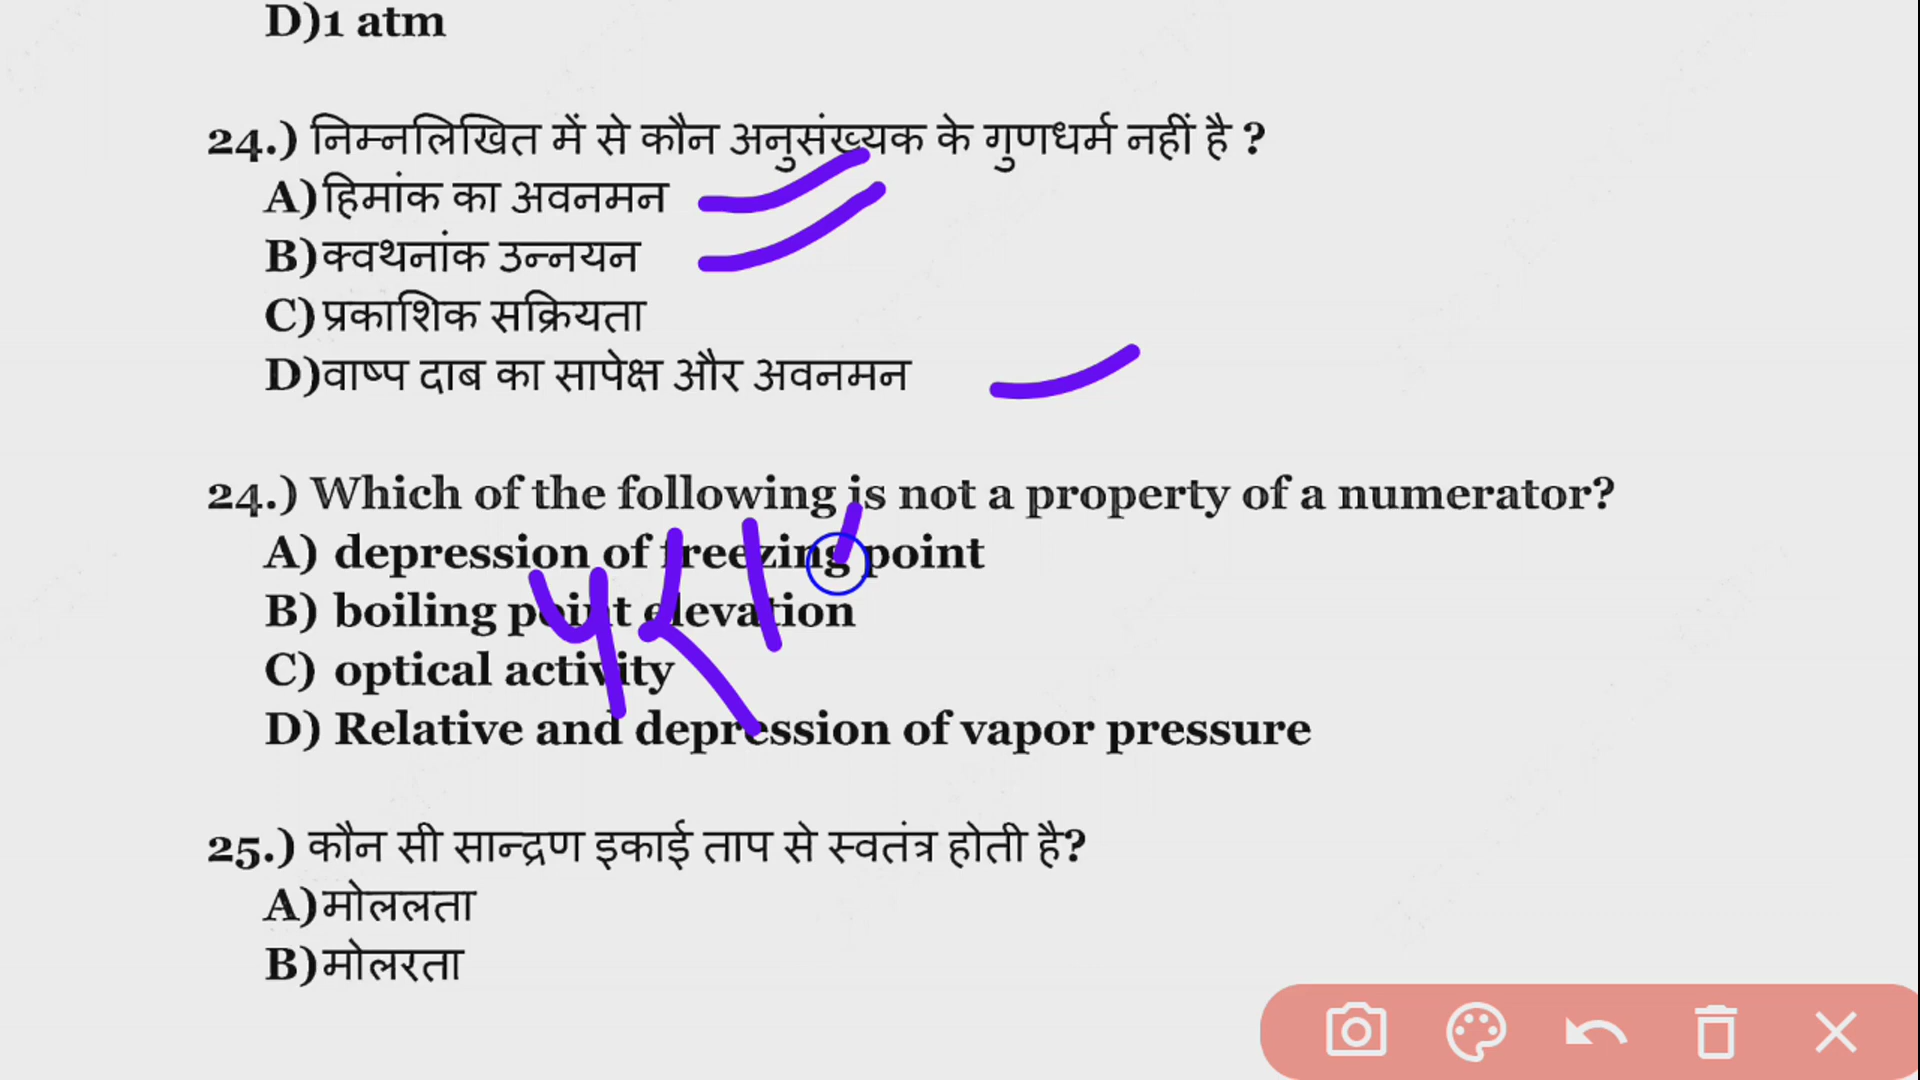 D)1 atm
24.) निम्नलिखित में से कौन अनुसंख्यक के गुणधर्म नहीं है ?
A)हिमांक का अवनमन
B)क्वथनांक उन्नयन
C)प्रकाशिक सक्रियता
D)वाष्प दाब का सापेक्ष और अवनमन
24.) Which of the following is not a property of a numerator?
A) depression of freezing point
B) boiling point elevation
C) optical activity
D) Relative and depression of vapor pressure
25.) कौन सी सान्द्रण इकाई ताप से स्वतंत्र होती है?
A)मोललता
B)मोलरता